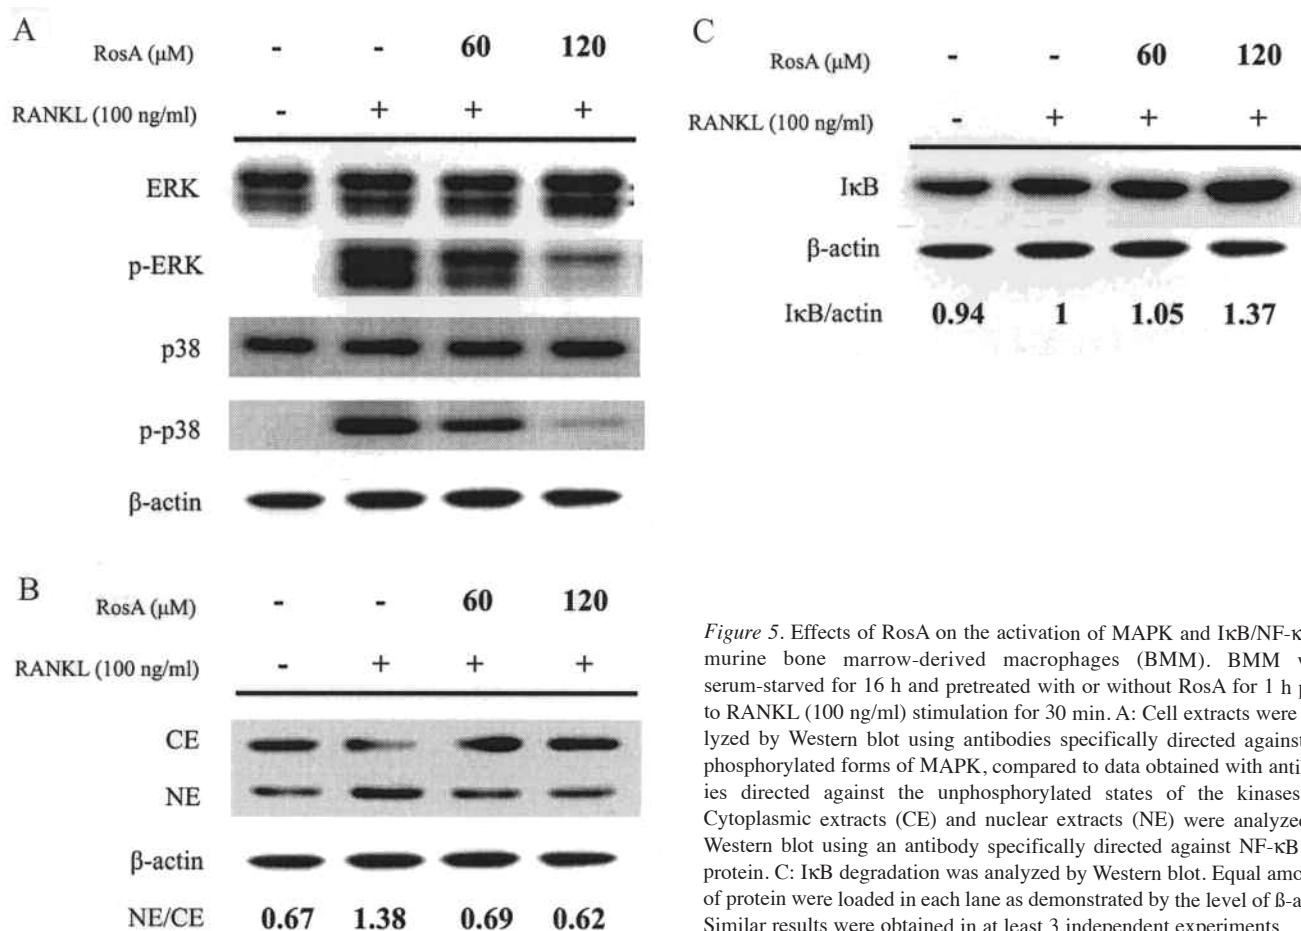 A
RosA (μM) - - 60 120
RANKL (100 ng/ml) - + + +
ERK
p-ERK
p38
p-p38
β-actin
B
RosA (μM) - - 60 120
RANKL (100 ng/ml) - + + +
CE
NE
β-actin
NE/CE 0.67 1.38 0.69 0.62
C
RosA (μM) - - 60 120
RANKL (100 ng/ml) - + + +
IκB
β-actin
IκB/actin 0.94 1 1.05 1.37
Figure 5. Effects of RosA on the activation of MAPK and IκB/NF-κ
murine bone marrow-derived macrophages (BMM). BMM
serum-starved for 16 h and pretreated with or without RosA for 1 h
to RANKL (100 ng/ml) stimulation for 30 min. A: Cell extracts were
lyzed by Western blot using antibodies specifically directed against
phosphorylated forms of MAPK, compared to data obtained with anti
ies directed against the unphosphorylated states of the kinases
Cytoplasmic extracts (CE) and nuclear extracts (NE) were analyzed
Western blot using an antibody specifically directed against NF-κB
protein. C: IκB degradation was analyzed by Western blot. Equal amo
of protein were loaded in each lane as demonstrated by the level of ß-a
Similar results were obtained in at least 3 independent experiments